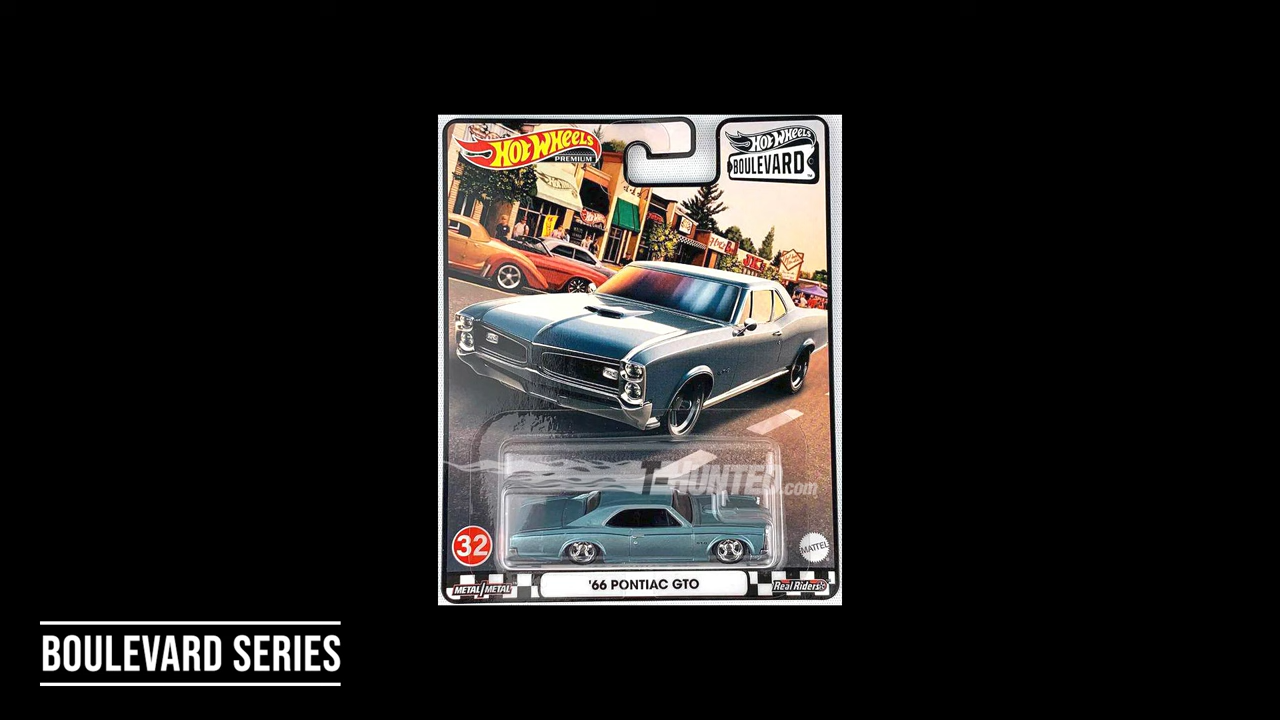 HOT WHEELS
PREMIUM
HOT WHEELS
BOULEVARD
T-HUNTED.com
32
MATTEL
'66 PONTIAC GTO
METAL/METAL
Real Riders
BOULEVARD SERIES